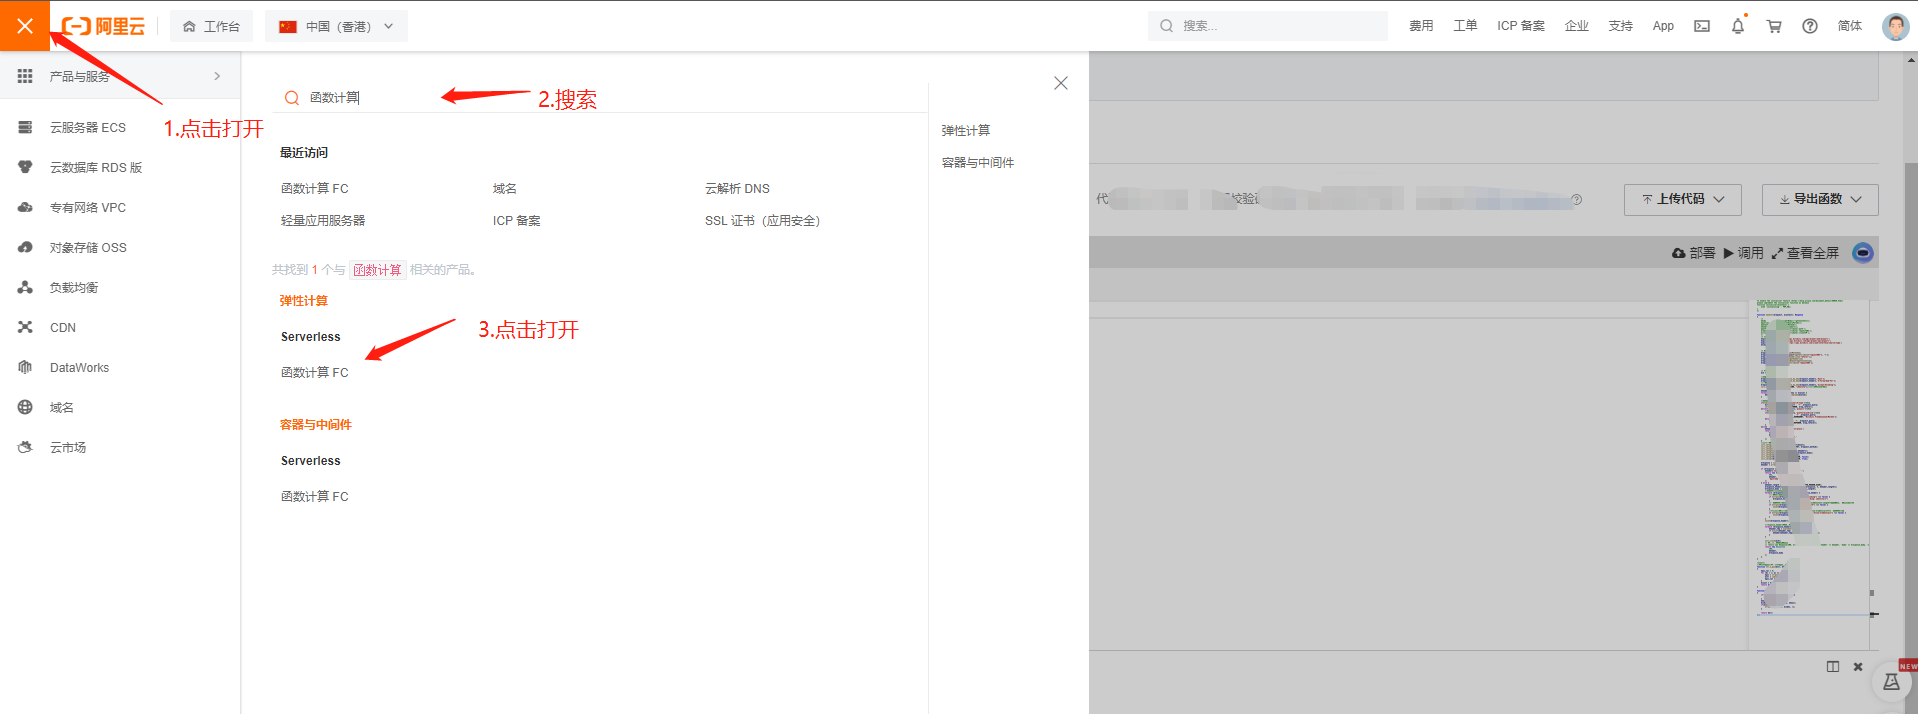 阿里云
工作台
中国（香港）
搜索...
费用
工单
ICP 备案
企业
支持
App
简体
产品与服务
云服务器 ECS
云数据库 RDS 版
专有网络 VPC
对象存储 OSS
负载均衡
CDN
DataWorks
域名
云市场
1.点击打开
函数计算
2.搜索
最近访问
函数计算 FC
域名
云解析 DNS
轻量应用服务器
ICP 备案
SSL 证书（应用安全）
共找到 1 个与 函数计算 相关的产品。
弹性计算
Serverless
3.点击打开
函数计算 FC
容器与中间件
Serverless
函数计算 FC
弹性计算
容器与中间件
代
校验
上传代码
导出函数
部署
调用
查看全屏
NEW